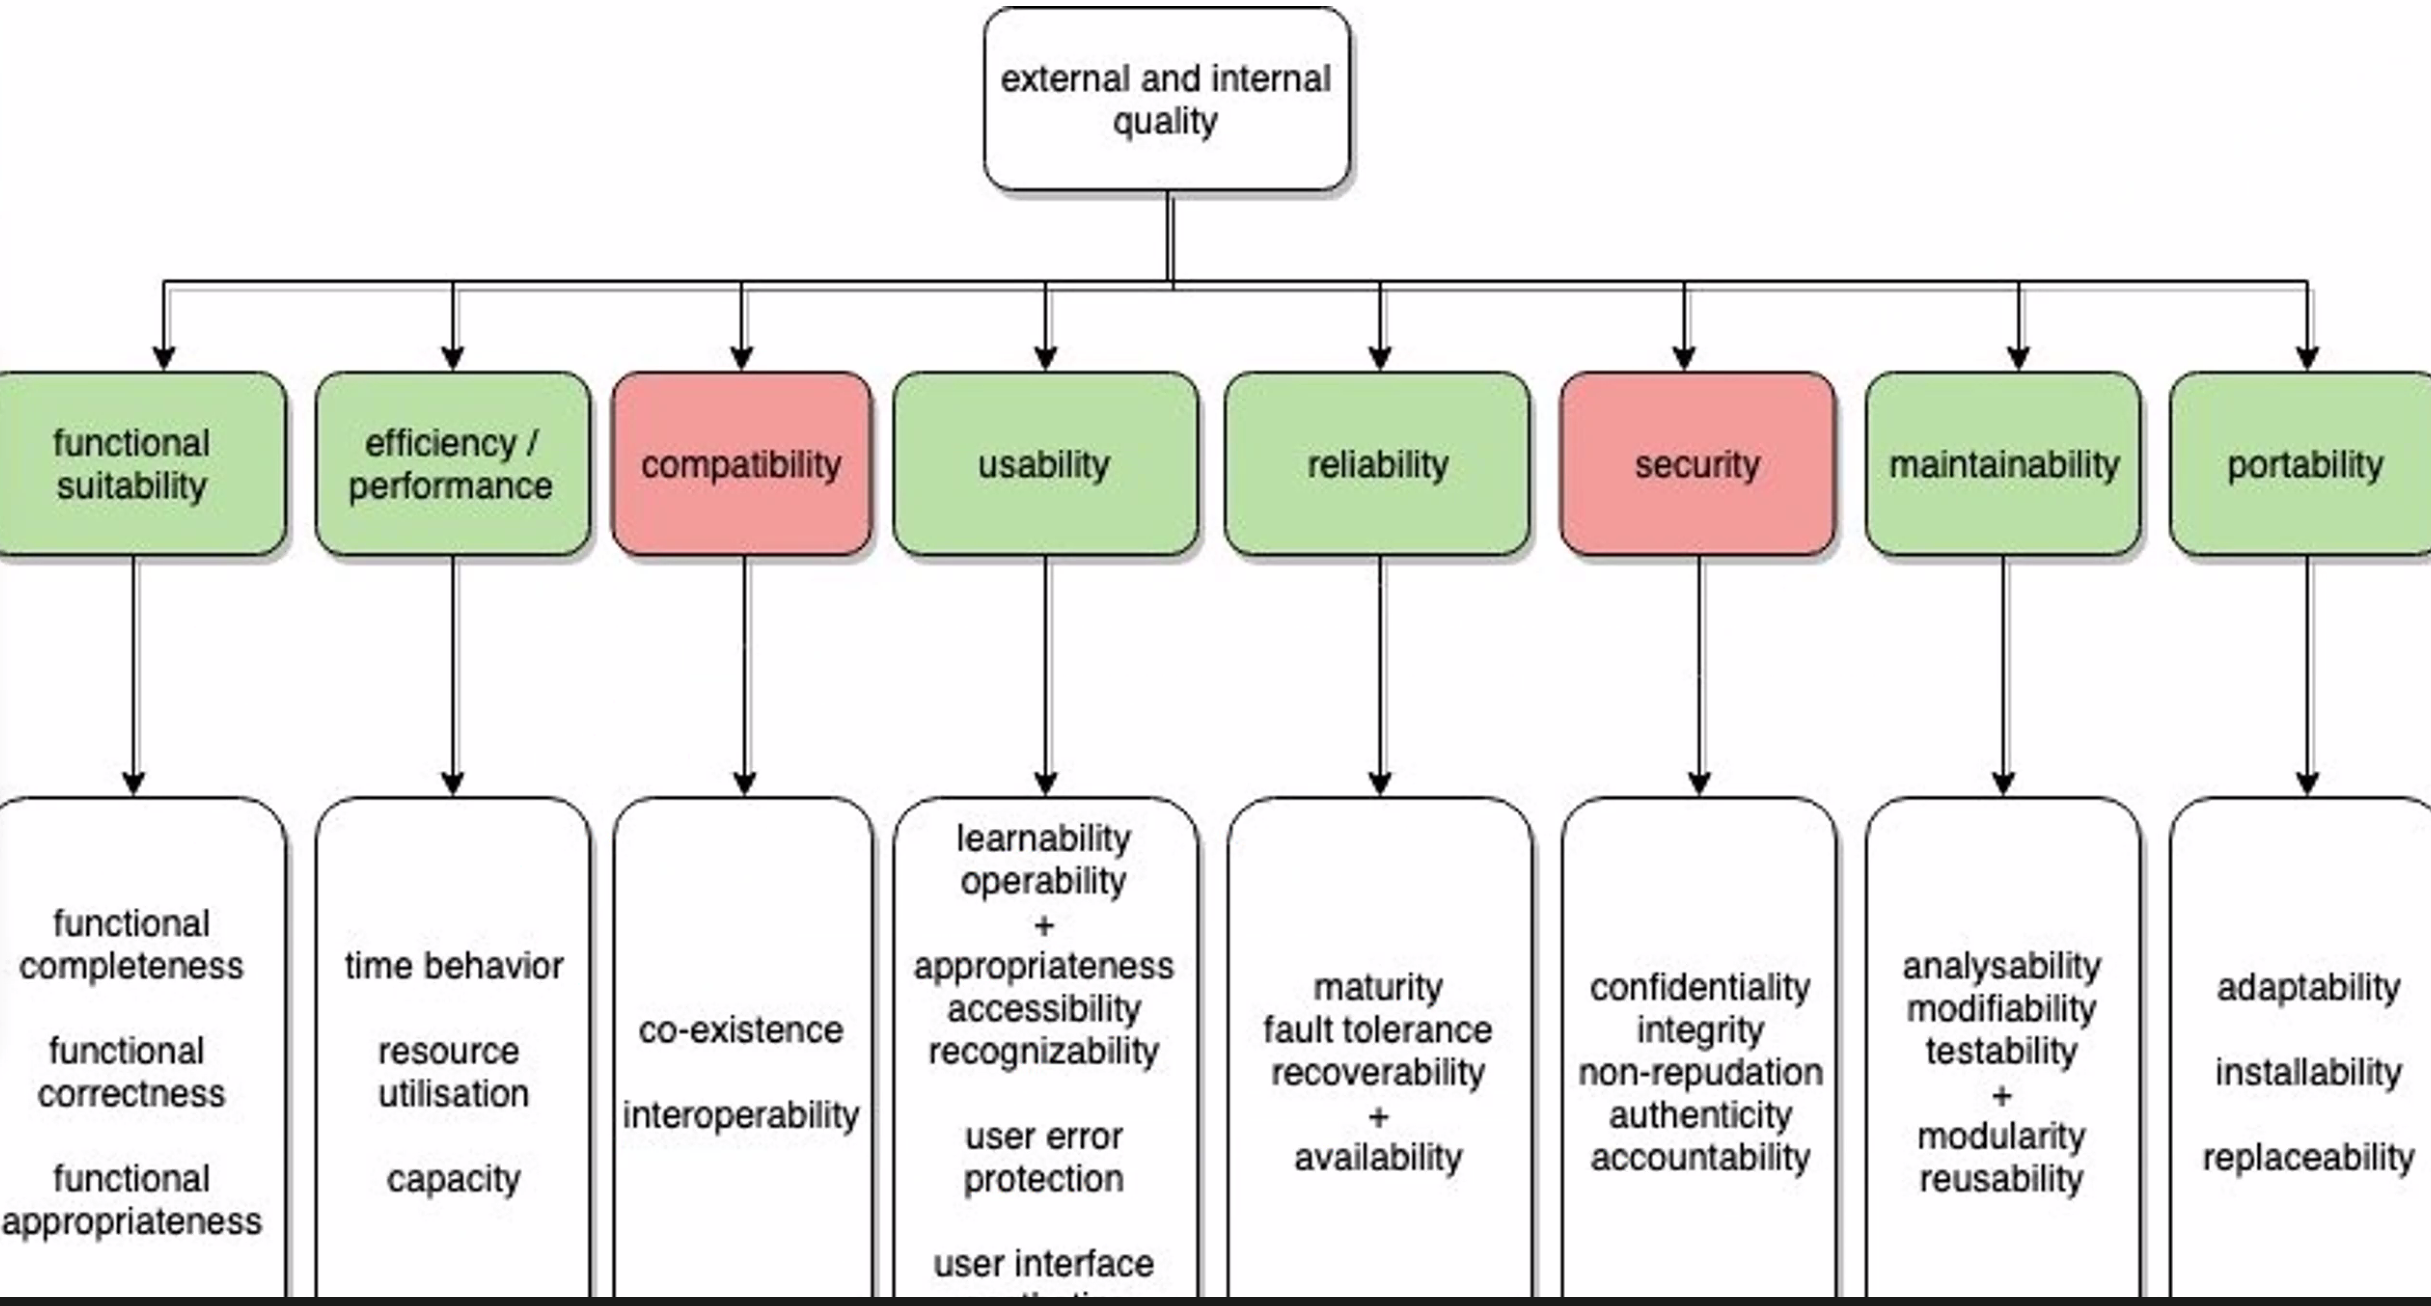 external and internal
quality
functional
suitability
efficiency /
performance
compatibility
usability
reliability
security
maintainability
portability
functional
completeness
functional
correctness
functional
appropriateness
time behavior
resource
utilisation
capacity
co-existence
interoperability
learnability
operability
+
appropriateness
accessibility
recognizability
user error
protection
user interface
maturity
fault tolerance
recoverability
+
availability
confidentiality
integrity
non-repudation
authenticity
accountability
analysability
modifiability
testability
+
modularity
reusability
adaptability
installability
replaceability